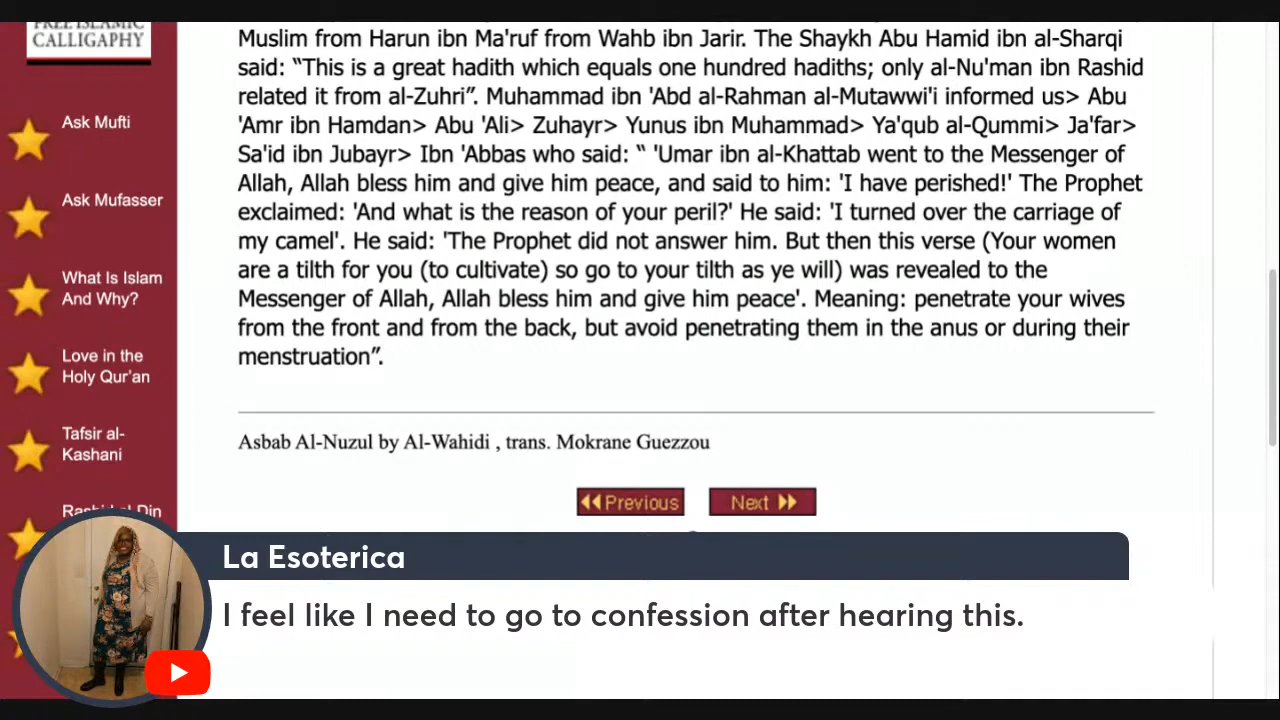 FREE ISLAMIC
CALLIGAPHY
Ask Mufti
Ask Mufasser
What Is Islam
And Why?
Love in the
Holy Qur'an
Tafsir al-
Kashani
Rashid al-Din
Muslim from Harun ibn Ma'ruf from Wahb ibn Jarir. The Shaykh Abu Hamid ibn al-Sharqi
said: “This is a great hadith which equals one hundred hadiths; only al-Nu'man ibn Rashid
related it from al-Zuhri”. Muhammad ibn 'Abd al-Rahman al-Mutawwi'i informed us> Abu
'Amr ibn Hamdan> Abu 'Ali> Zuhayr> Yunus ibn Muhammad> Ya'qub al-Qummi> Ja'far>
Sa'id ibn Jubayr> Ibn 'Abbas who said: “ 'Umar ibn al-Khattab went to the Messenger of
Allah, Allah bless him and give him peace, and said to him: 'I have perished!' The Prophet
exclaimed: 'And what is the reason of your peril?' He said: 'I turned over the carriage of
my camel'. He said: 'The Prophet did not answer him. But then this verse (Your women
are a tilth for you (to cultivate) so go to your tilth as ye will) was revealed to the
Messenger of Allah, Allah bless him and give him peace'. Meaning: penetrate your wives
from the front and from the back, but avoid penetrating them in the anus or during their
menstruation”.
Asbab Al-Nuzul by Al-Wahidi , trans. Mokrane Guezzou
Previous
Next
La Esoterica
I feel like I need to go to confession after hearing this.